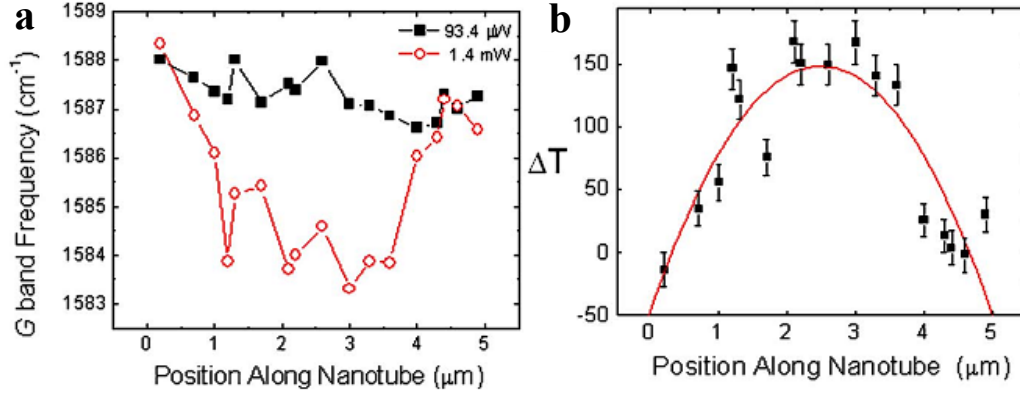 a
1589
1588
1587
1586
1585
1584
1583
G band Frequency (cm⁻¹)
93.4 μW
1.4 mW
0 1 2 3 4 5
Position Along Nanotube (μm)
b
150
100
50
0
-50
ΔT
0 1 2 3 4 5
Position Along Nanotube (μm)